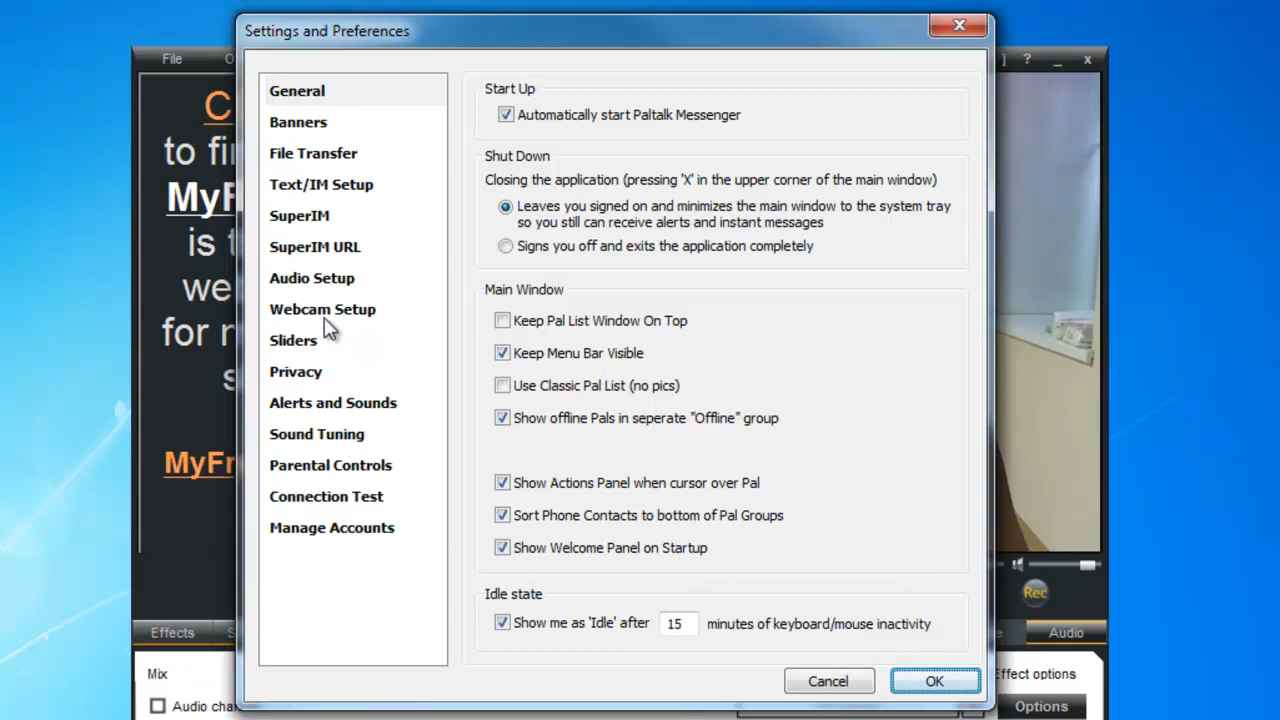 Settings and Preferences
File
?
_
x
C
to fi
MyF
is t
we
for n
s
MyFr
General
Banners
File Transfer
Text/IM Setup
SuperIM
SuperIM URL
Audio Setup
Webcam Setup
Sliders
Privacy
Alerts and Sounds
Sound Tuning
Parental Controls
Connection Test
Manage Accounts
Start Up
Automatically start Paltalk Messenger
Shut Down
Closing the application (pressing 'X' in the upper corner of the main window)
Leaves you signed on and minimizes the main window to the system tray
so you still can receive alerts and instant messages
Signs you off and exits the application completely
Main Window
Keep Pal List Window On Top
Keep Menu Bar Visible
Use Classic Pal List (no pics)
Show offline Pals in seperate "Offline" group
Show Actions Panel when cursor over Pal
Sort Phone Contacts to bottom of Pal Groups
Show Welcome Panel on Startup
Idle state
Show me as 'Idle' after 15 minutes of keyboard/mouse inactivity
Cancel
OK
Rec
Effects
Audio
Mix
Effect options
Audio cha
Options